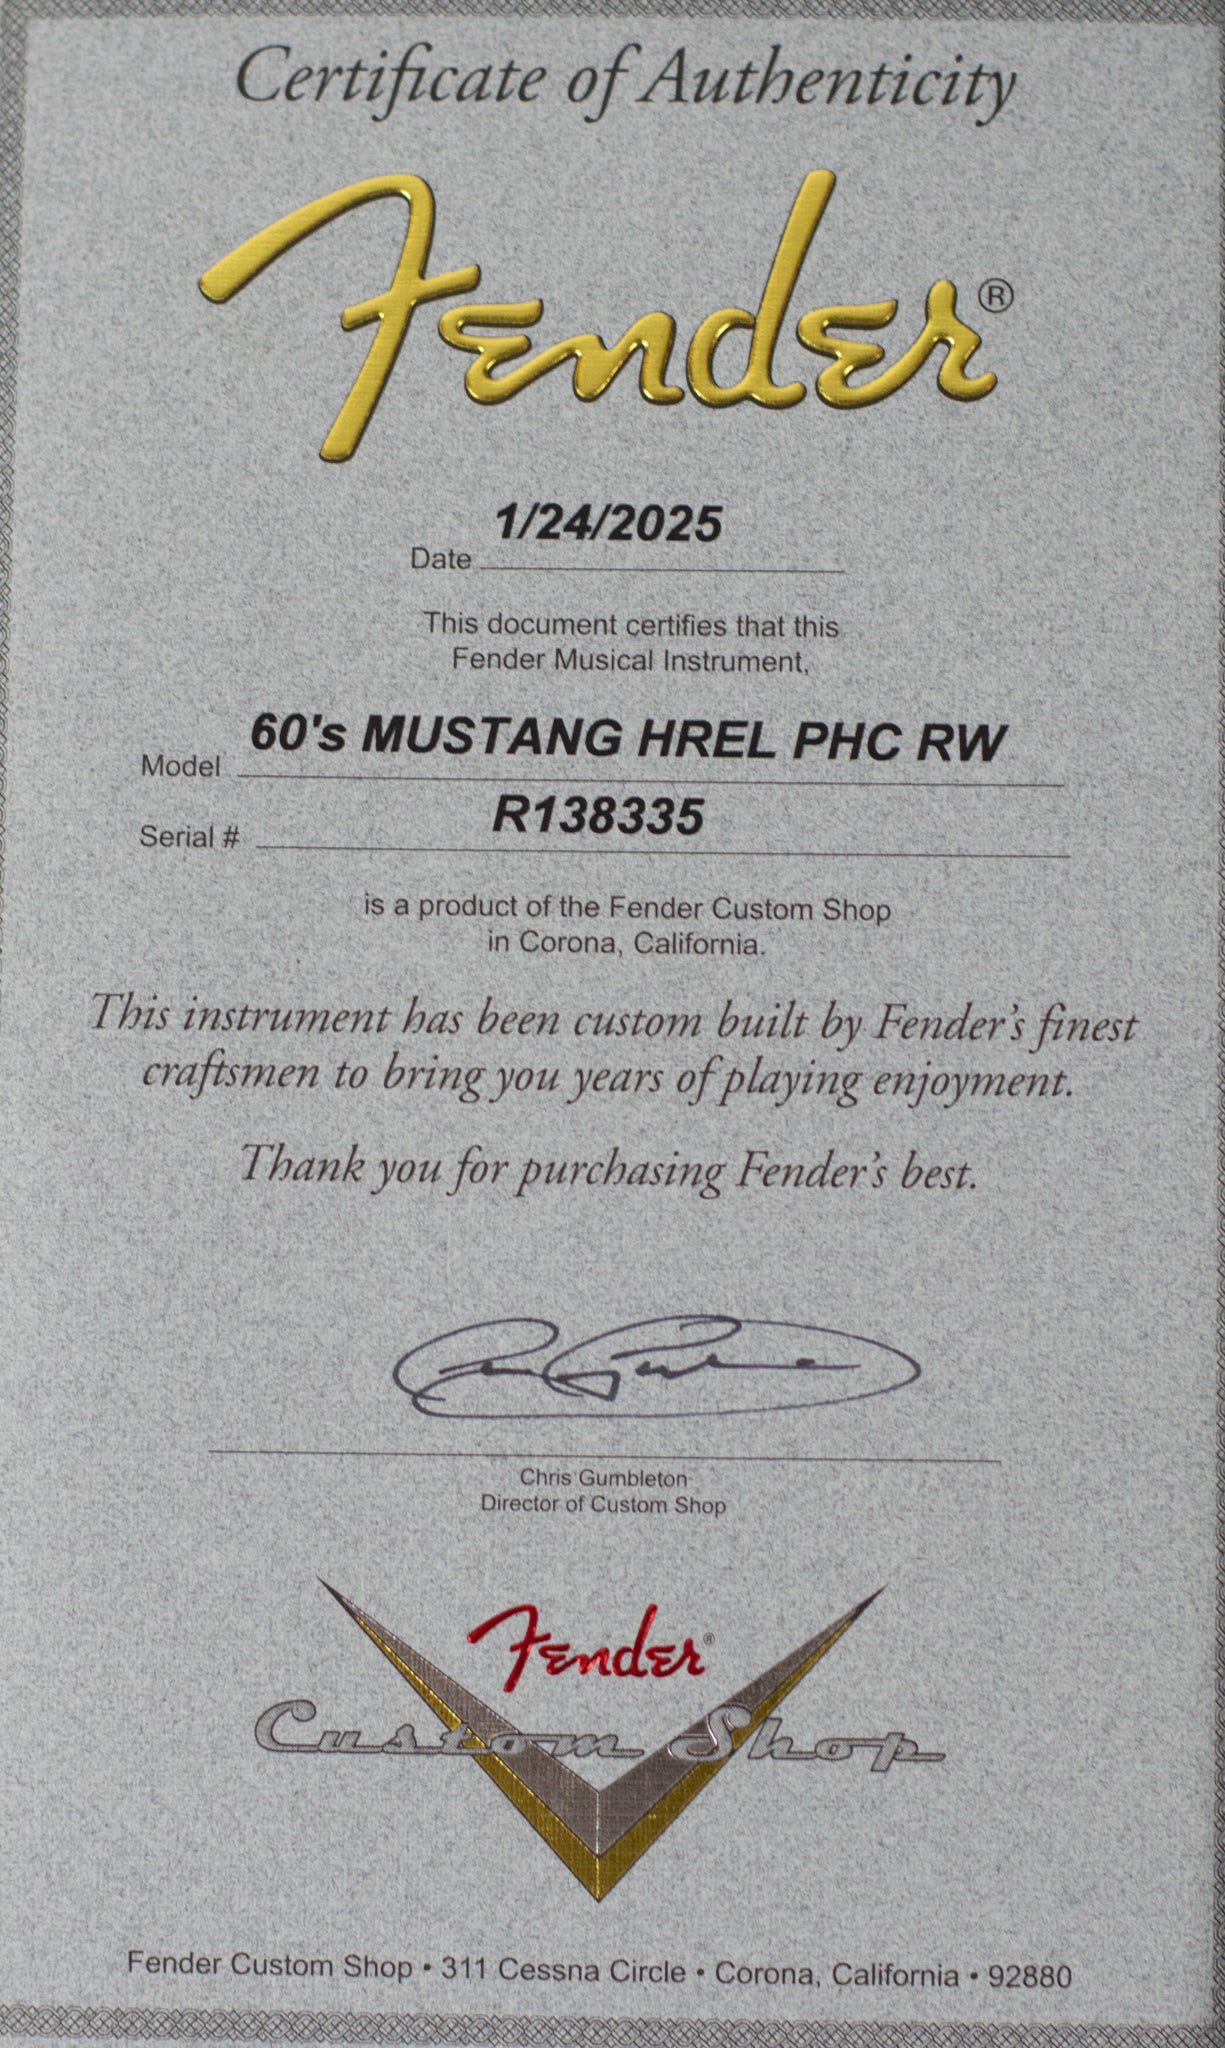 Certificate of Authenticity
Fender®
1/24/2025
Date
This document certifies that this
Fender Musical Instrument,
Model 60's MUSTANG HREL PHC RW
Serial # R138335
is a product of the Fender Custom Shop
in Corona, California.
This instrument has been custom built by Fender's finest
craftsmen to bring you years of playing enjoyment.
Thank you for purchasing Fender's best.
Chris Gumbleton
Director of Custom Shop
Fender®
Custom Shop
Fender Custom Shop • 311 Cessna Circle • Corona, California • 92880